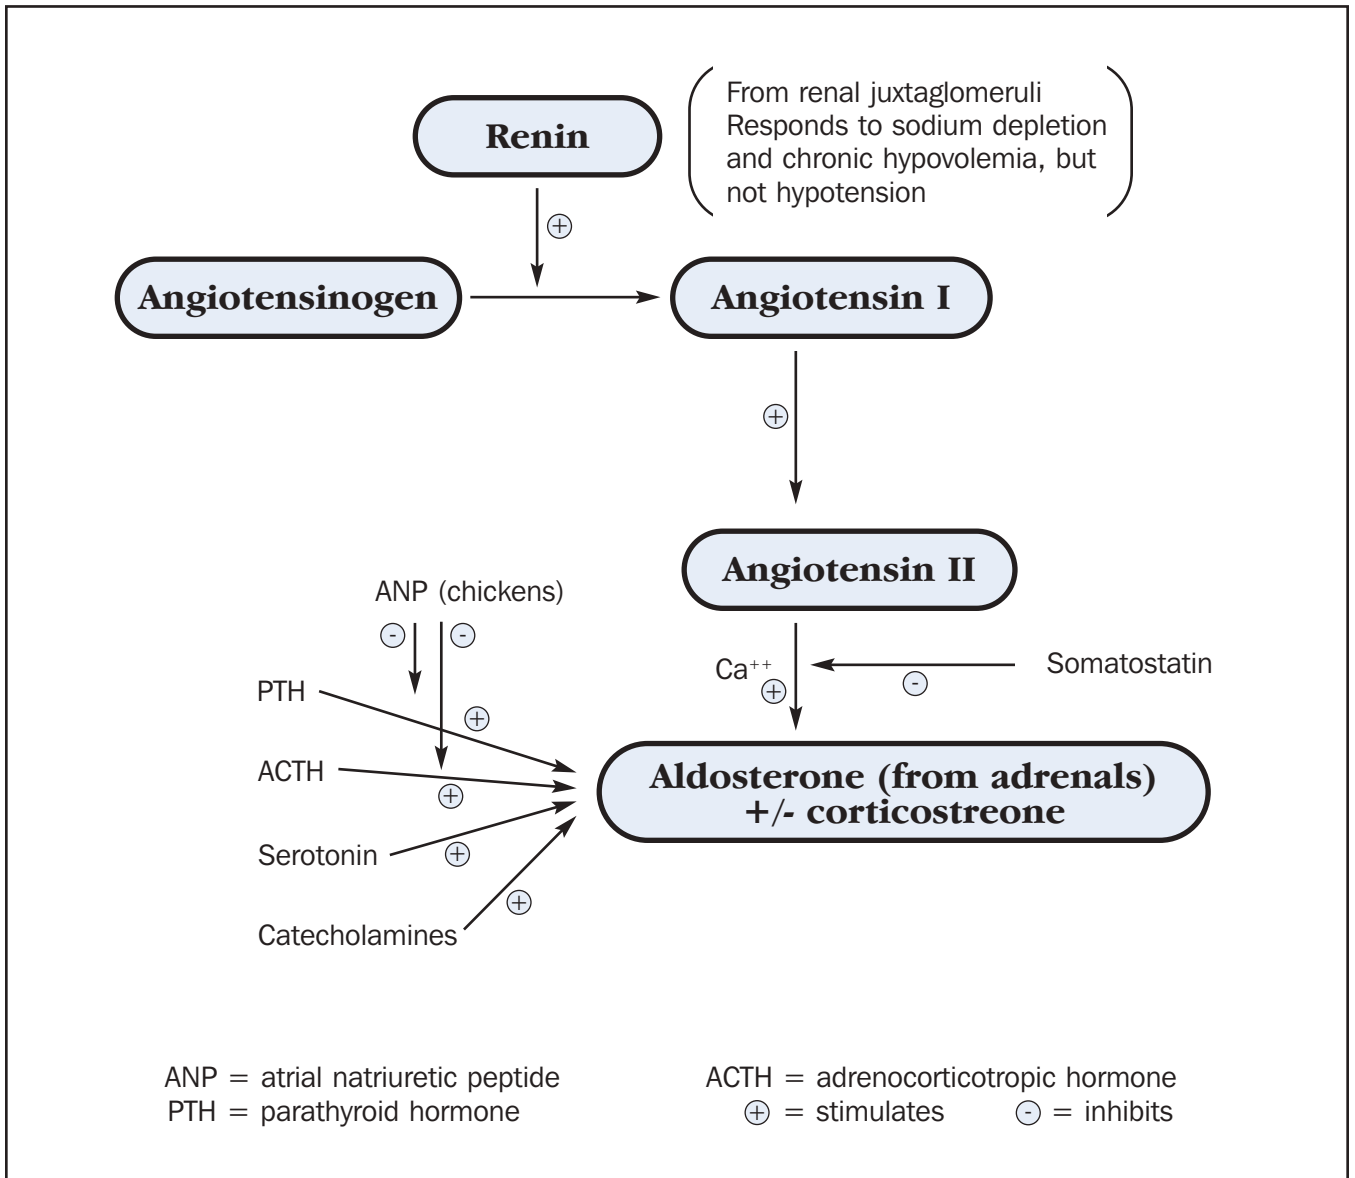 Renin
From renal juxtaglomeruli
Responds to sodium depletion
and chronic hypovolemia, but
not hypotension
+
Angiotensinogen
Angiotensin I
+
Angiotensin II
ANP (chickens)
- -
Ca++
+
-
Somatostatin
PTH
+
ACTH
+
Serotonin
+
Catecholamines
+
Aldosterone (from adrenals)
+/- corticostreone
ANP = atrial natriuretic peptide
PTH = parathyroid hormone
ACTH = adrenocorticotropic hormone
+ = stimulates - = inhibits